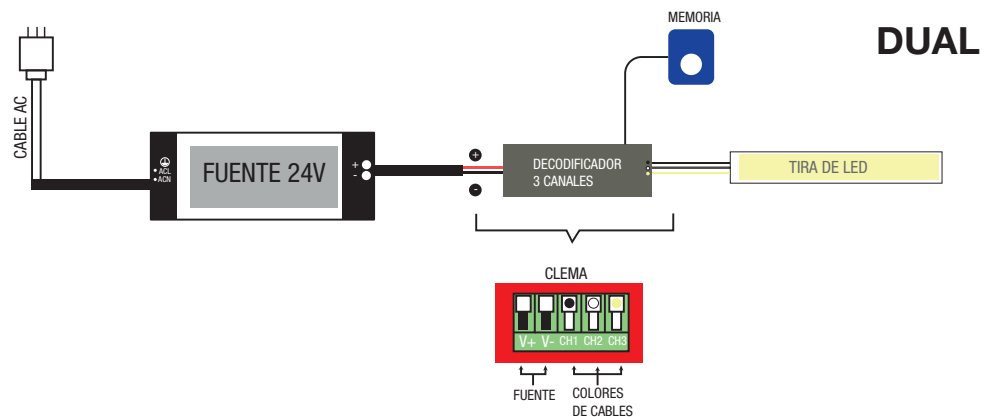 MEMORIA
DUAL
CABLE AC
ACL
ACN
FUENTE 24V
+
-
+
-
DECODIFICADOR
3 CANALES
TIRA DE LED
CLEMA
V+ V- CH1 CH2 CH3
FUENTE
COLORES
DE CABLES